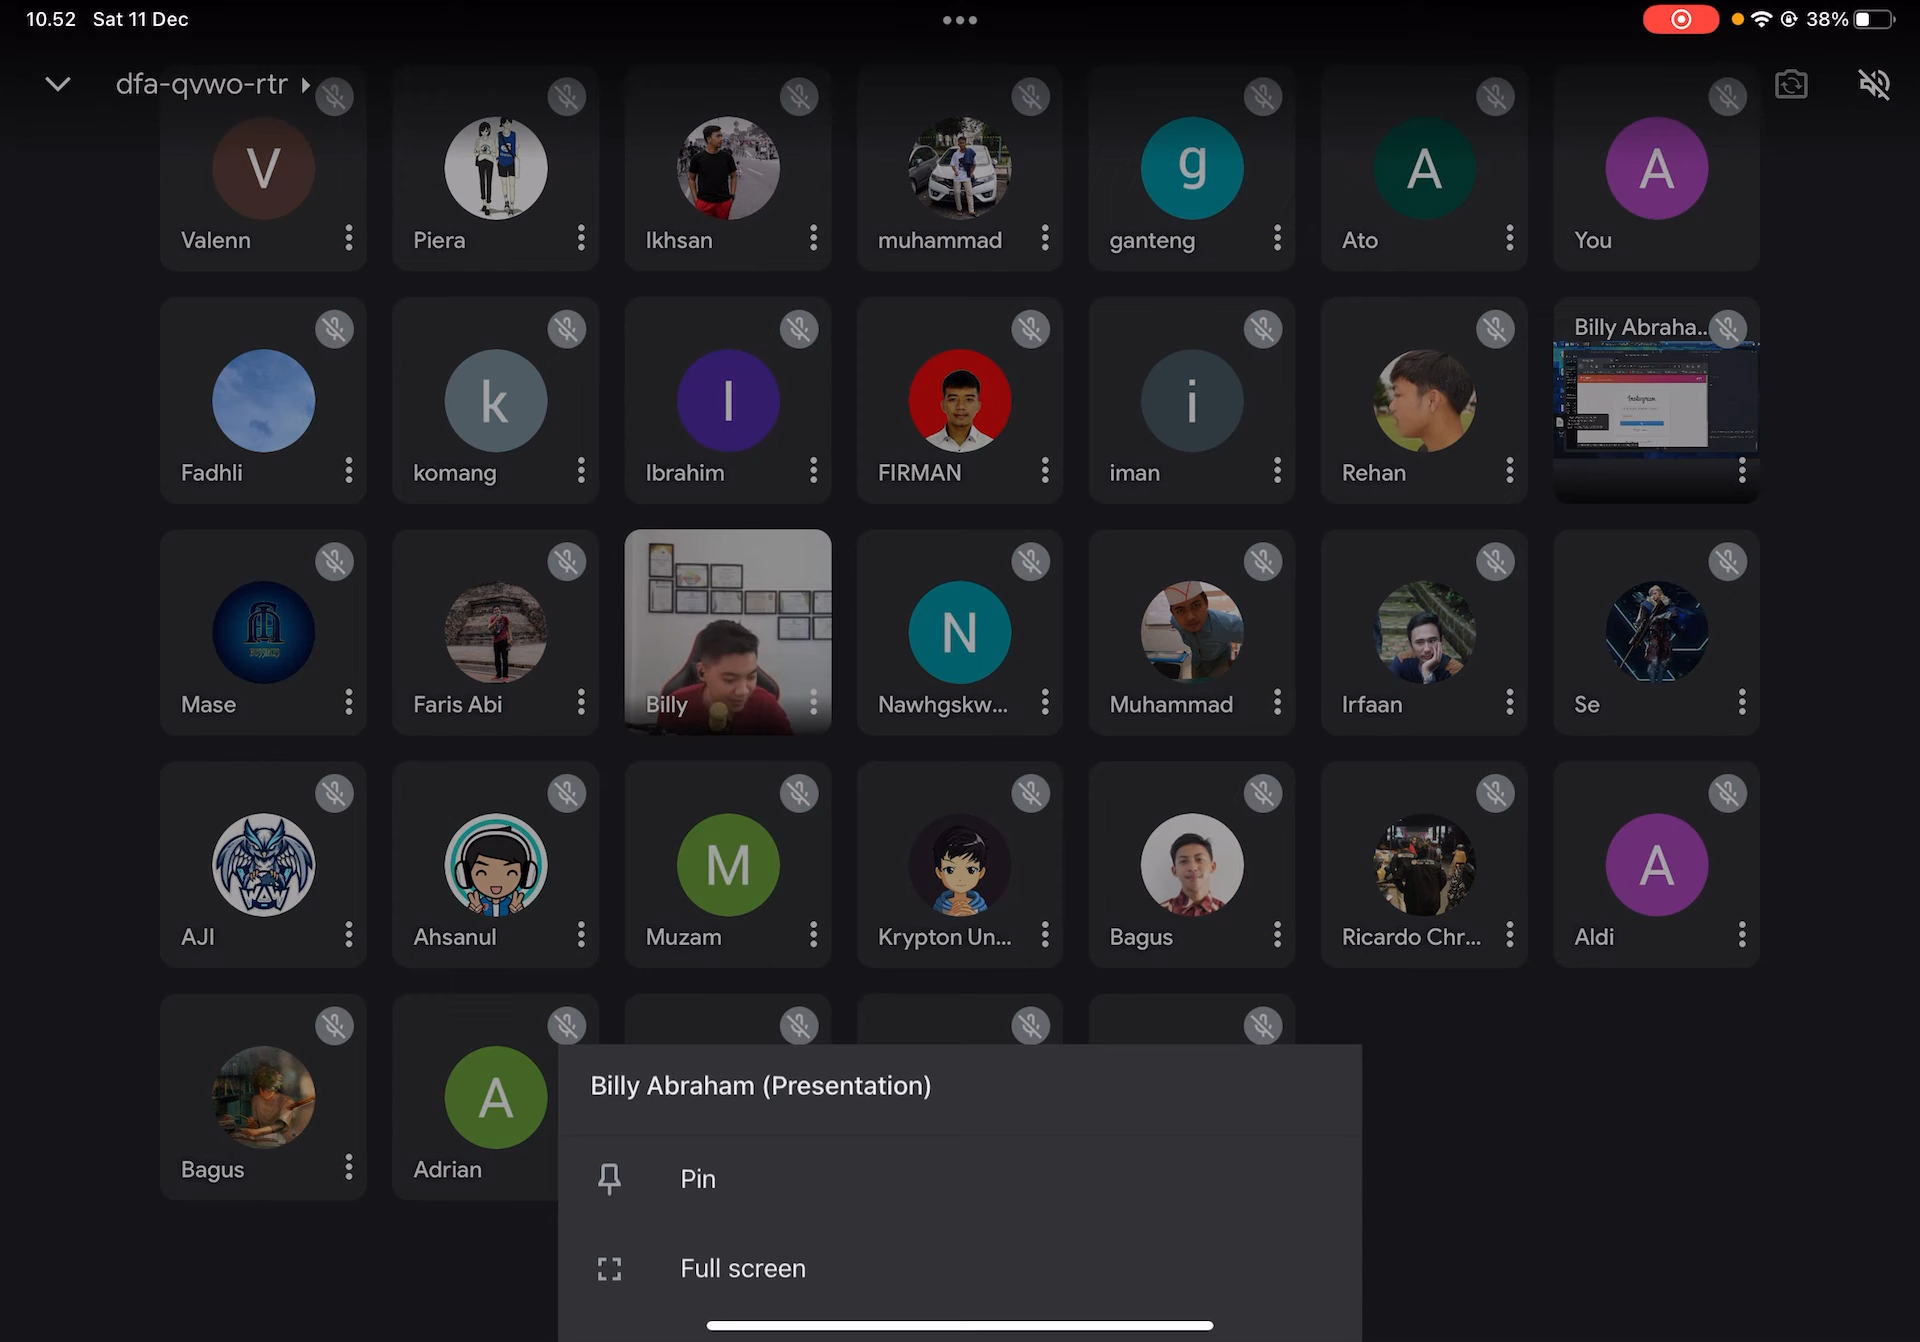 10.52 Sat 11 Dec
38%
dfa-qvwo-rtr
V
g
A
A
Valenn
Piera
Ikhsan
muhammad
ganteng
Ato
You
Billy Abraha..
Instagram
k
I
i
Fadhli
komang
Ibrahim
FIRMAN
iman
Rehan
N
Mase
Faris Abi
Billy
Nawhgskw...
Muhammad
Irfaan
Se
M
A
AJI
Ahsanul
Muzam
Krypton Un...
Bagus
Ricardo Chr...
Aldi
A
Bagus
Adrian
Billy Abraham (Presentation)
Pin
Full screen